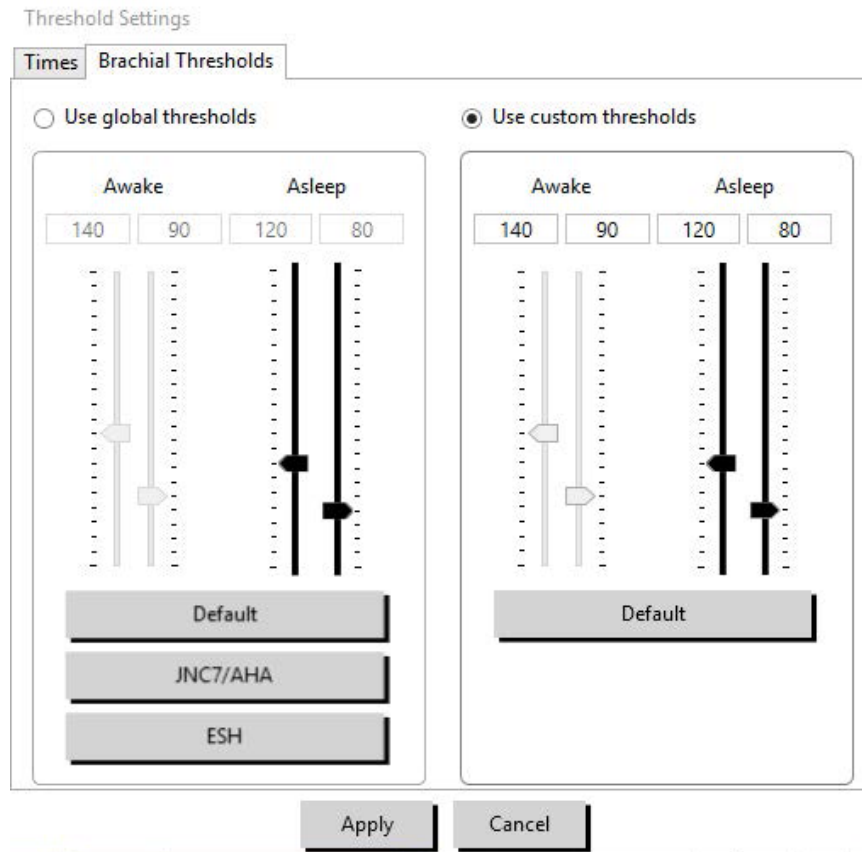 Threshold Settings
Times Brachial Thresholds
Use global thresholds
Awake Asleep
140 90 120 80
Default
JNC7/AHA
ESH
Use custom thresholds
Awake Asleep
140 90 120 80
Default
Apply Cancel